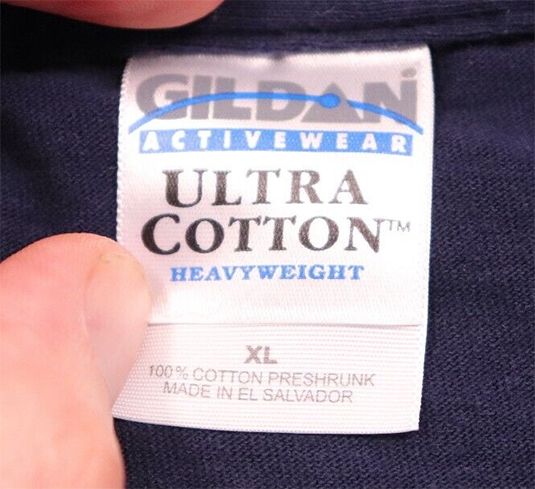 GILDAN
ACTIVEWEAR
ULTRA
COTTON™
HEAVYWEIGHT
XL
100% COTTON PRESHRUNK
MADE IN EL SALVADOR